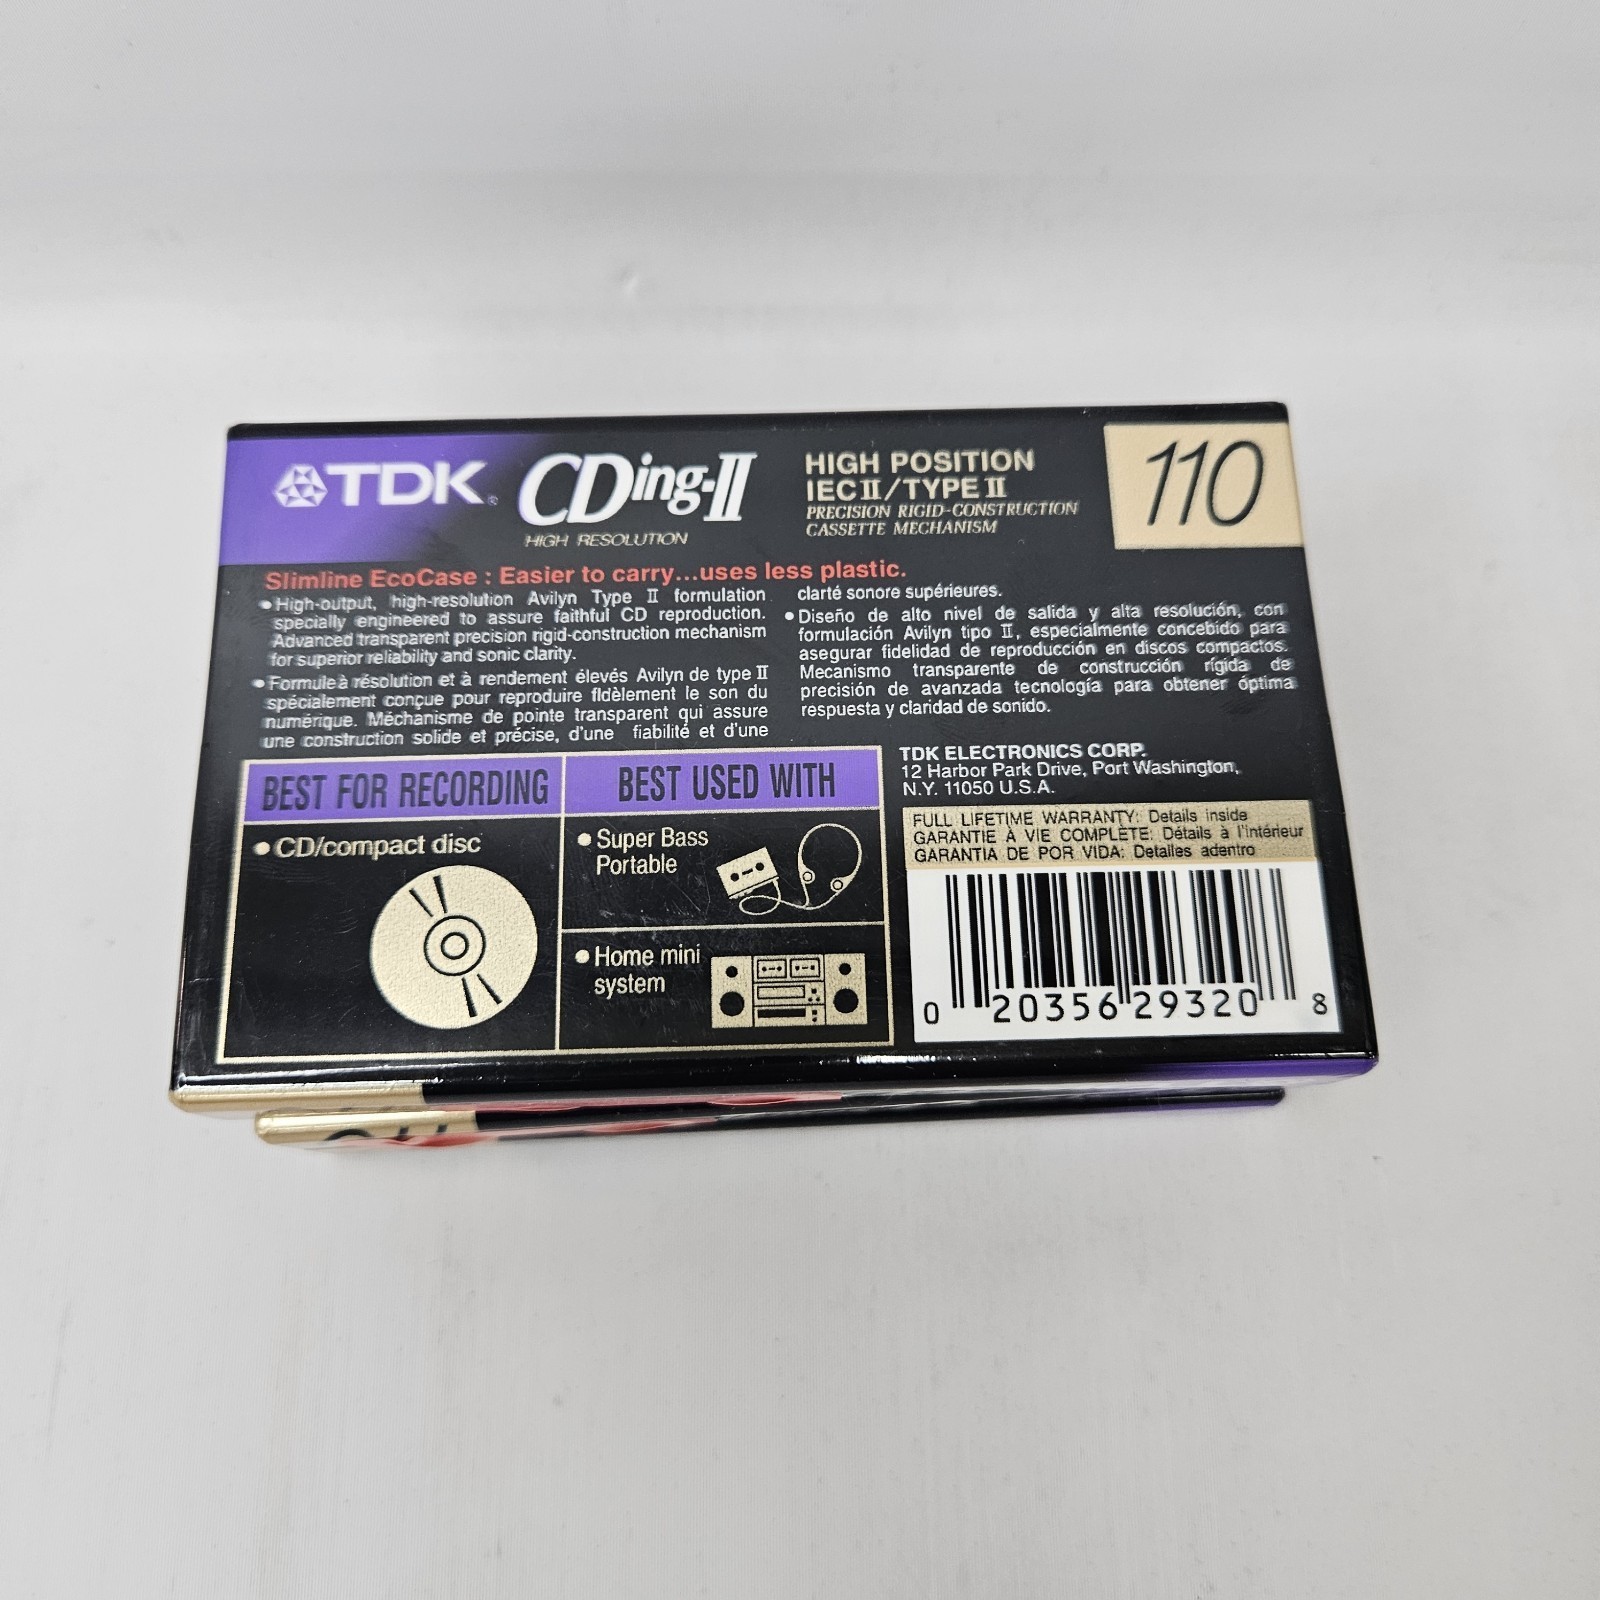 TDK® CDing-II
HIGH RESOLUTION
HIGH POSITION
IEC II/TYPE II
PRECISION RIGID-CONSTRUCTION
CASSETTE MECHANISM
110
Slimline EcoCase : Easier to carry...uses less plastic.
• High-output, high-resolution Avilyn Type II formulation
specially engineered to assure faithful CD reproduction.
Advanced transparent precision rigid-construction mechanism
for superior reliability and sonic clarity.
• Formule à résolution et à rendement élevés Avilyn de type II
spécialement conçue pour reproduire fidèlement le son du
numérique. Méchanisme de pointe transparent qui assure
une construction solide et précise, d'une fiabilité et d'une
clarté sonore supérieures.
• Diseño de alto nivel de salida y alta resolución, con
formulación Avilyn tipo II, especialmente concebido para
asegurar fidelidad de reproducción en discos compactos.
Mecanismo transparente de construcción rígida de
precisión de avanzada tecnología para obtener óptima
respuesta y claridad de sonido.
BEST FOR RECORDING
• CD/compact disc
BEST USED WITH
• Super Bass
Portable
• Home mini
system
TDK ELECTRONICS CORP.
12 Harbor Park Drive, Port Washington,
N.Y. 11050 U.S.A.
FULL LIFETIME WARRANTY: Details inside
GARANTIE À VIE COMPLÈTE: Détails à l'intérieur
GARANTIA DE POR VIDA: Detalles adentro
0 20356 29320 8